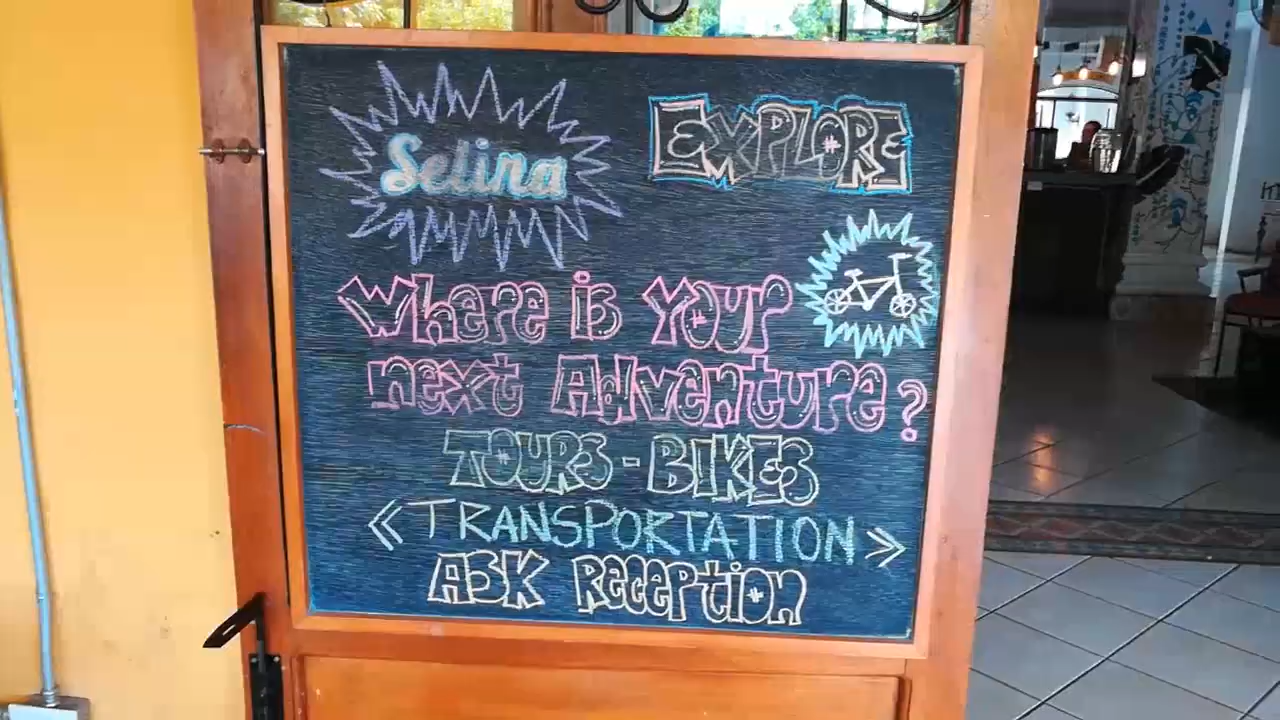 Selina
EXPLORE
Where is Your
next Adventure?
TOURS - BIKES
« TRANSPORTATION »
ASK Reception